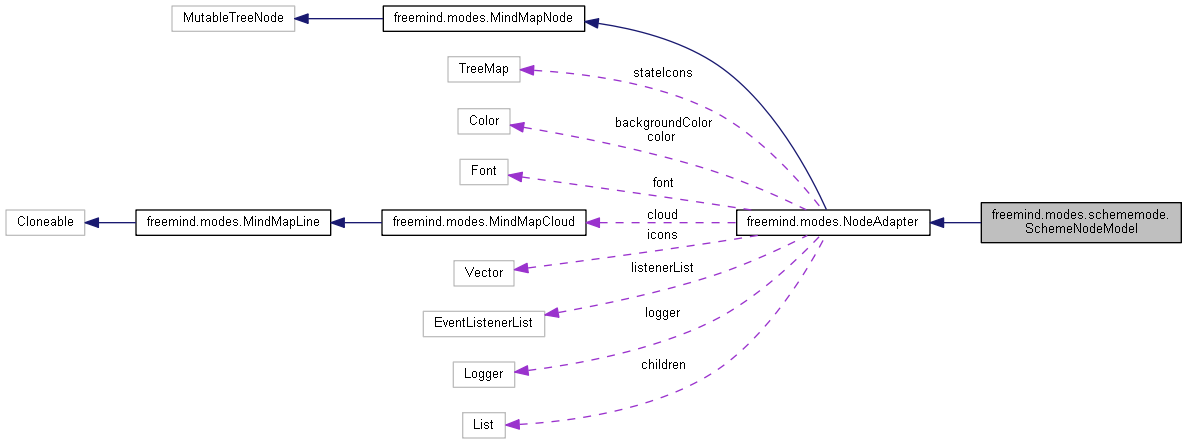 MutableTreeNode
freemind.modes.MindMapNode
TreeMap
stateIcons
Color
backgroundColor
color
Font
font
Cloneable
freemind.modes.MindMapLine
freemind.modes.MindMapCloud
cloud
freemind.modes.NodeAdapter
freemind.modes.schememode.
SchemeNodeModel
icons
Vector
listenerList
EventListenerList
logger
Logger
children
List